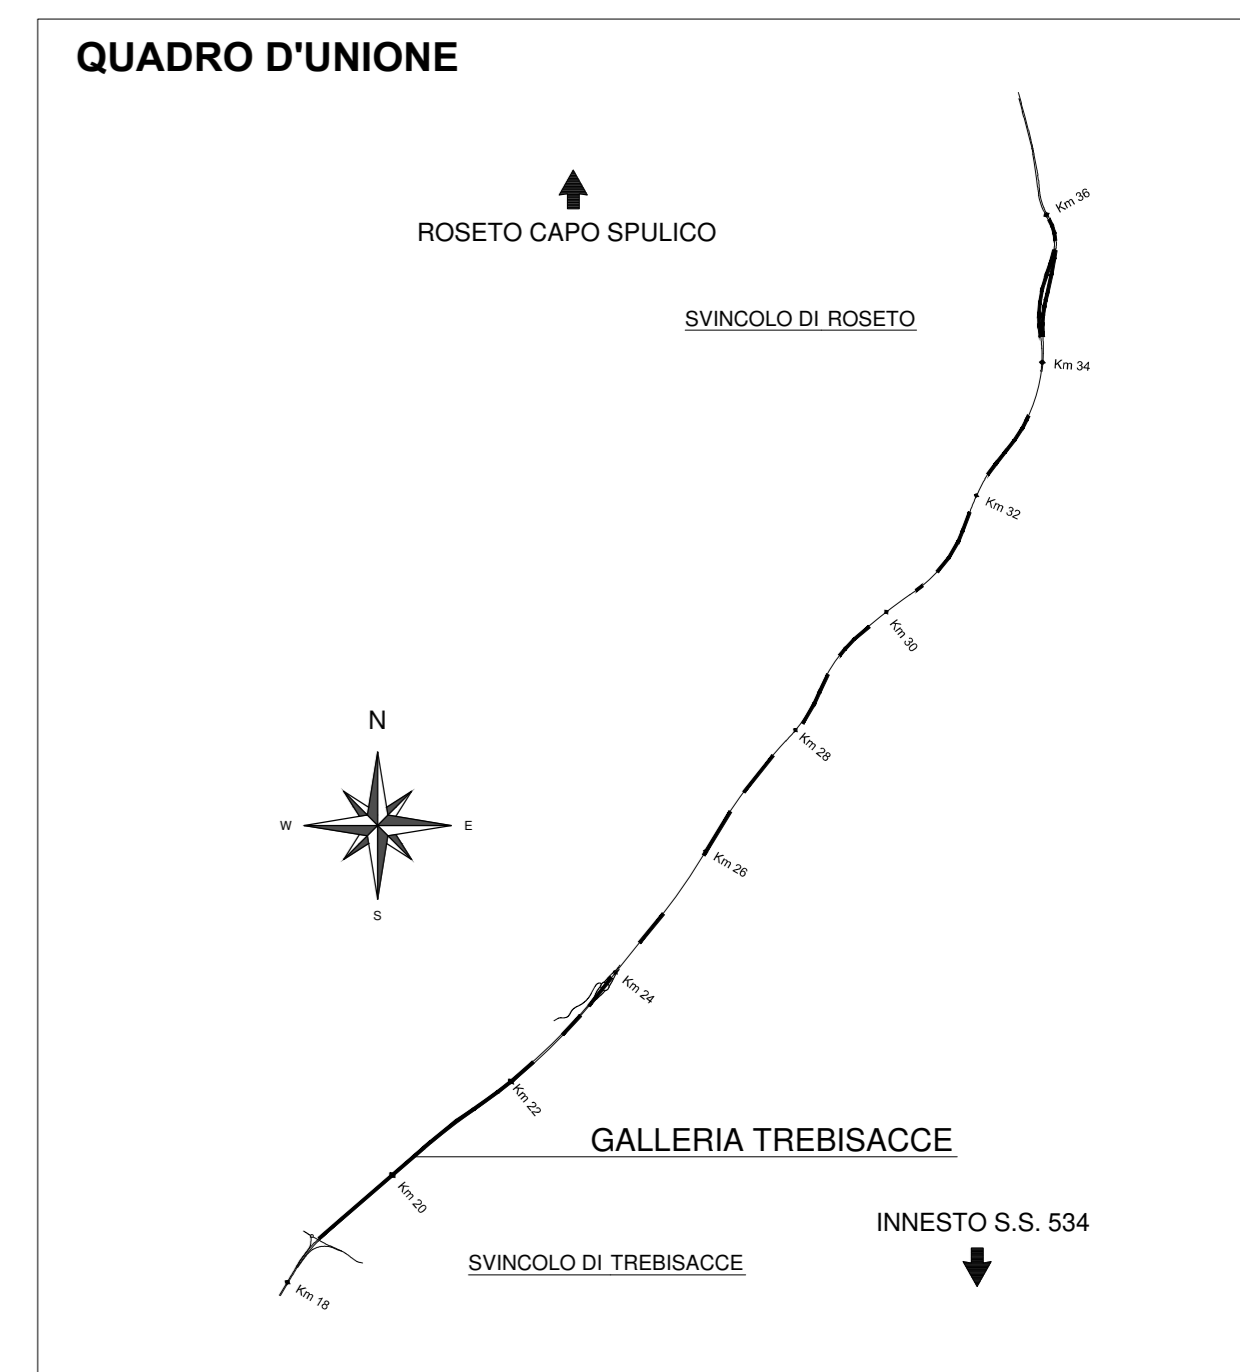 QUADRO D'UNIONE
Km 36
ROSETO CAPO SPULICO
SVINCOLO DI ROSETO
Km 34
Km 32
Km 30
N
Km 28
W
E
Km 26
S
Km 24
Km 22
GALLERIA TREBISACCE
Km 20
INNESTO S.S. 534
SVINCOLO DI TREBISACCE
Km 18